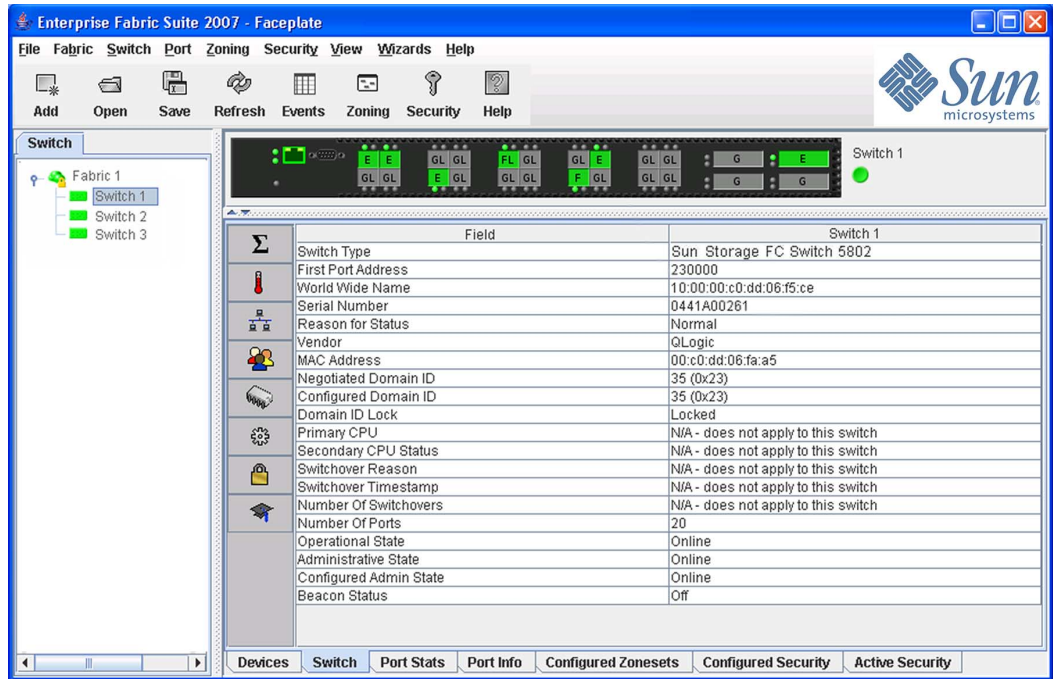 Enterprise Fabric Suite 2007 - Faceplate
File Fabric Switch Port Zoning Security View Wizards Help
Add Open Save Refresh Events Zoning Security Help
Sun
microsystems
Switch
Fabric 1
Switch 1
Switch 2
Switch 3
E E GL GL FL GL GL E GL GL G E
GL GL E GL GL GL F GL GL GL G G
Switch 1
Field Switch 1
Switch Type Sun Storage FC Switch 5802
First Port Address 230000
World Wide Name 10:00:00:c0:dd:06:f5:ce
Serial Number 0441A00261
Reason for Status Normal
Vendor QLogic
MAC Address 00:c0:dd:06:fa:a5
Negotiated Domain ID 35 (0x23)
Configured Domain ID 35 (0x23)
Domain ID Lock Locked
Primary CPU N/A - does not apply to this switch
Secondary CPU Status N/A - does not apply to this switch
Switchover Reason N/A - does not apply to this switch
Switchover Timestamp N/A - does not apply to this switch
Number Of Switchovers N/A - does not apply to this switch
Number Of Ports 20
Operational State Online
Administrative State Online
Configured Admin State Online
Beacon Status Off
Devices Switch Port Stats Port Info Configured Zonesets Configured Security Active Security